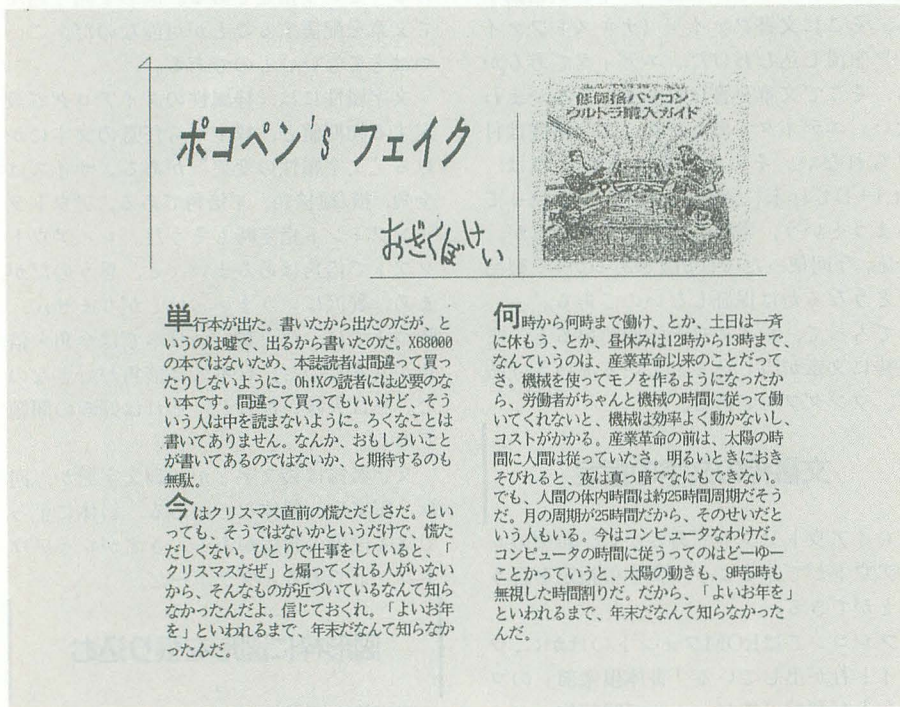 ポコペン's フェイク
おぎくぼけい
低価格パソコン
ウルトラ購入ガイド
単行本が出た。書いたから出たのだが、と
いうのは嘘で、出るから書いたのだ。X68000
の本ではないため、本誌読者は間違って買っ
たりしないように。Oh!Xの読者には必要のな
い本です。間違って買ってもいいけど、そう
いう人は中を読まないように。ろくなことは
書いてありません。なんか、おもしろいこと
が書いてあるのではないか、と期待するのも
無駄。
今はクリスマス直前の慌ただしさだ。といっ
ても、そうではないかというだけで、慌た
だしくない。ひとりで仕事をしていると、「
クリスマスだぜ」と煽ってくれる人がいない
から、そんなものが近づいているなんて知ら
なかったんだよ。信じておくれ。「よいお年
を」といわれるまで、年末だなんて知らなか
ったんだ。
何時から何時まで働け、とか、土日は一斉
に休もう、とか、昼休みは12時から13時まで、
なんていうのは、産業革命以来のことだって
さ。機械を使ってモノを作るようになったか
ら、労働者がちゃんと機械の時間に従って働
いてくれないと、機械は効率よく動かないし、
コストがかかる。産業革命の前は、太陽の時
間に人間は従っていたさ。明るいときにおき
そびれると、夜は真っ暗でなにもできない。
でも、人間の体内時間は約25時間周期だそう
だ。月の周期が25時間だから、そのせいだと
いう人もいる。今はコンピュータなわけだ。
コンピュータの時間に従うってのはどーゆー
ことかっていうと、太陽の動きも、9時5時も
無視した時間割りだ。だから、「よいお年を」
といわれるまで、年末だなんて知らなかった
んだ。